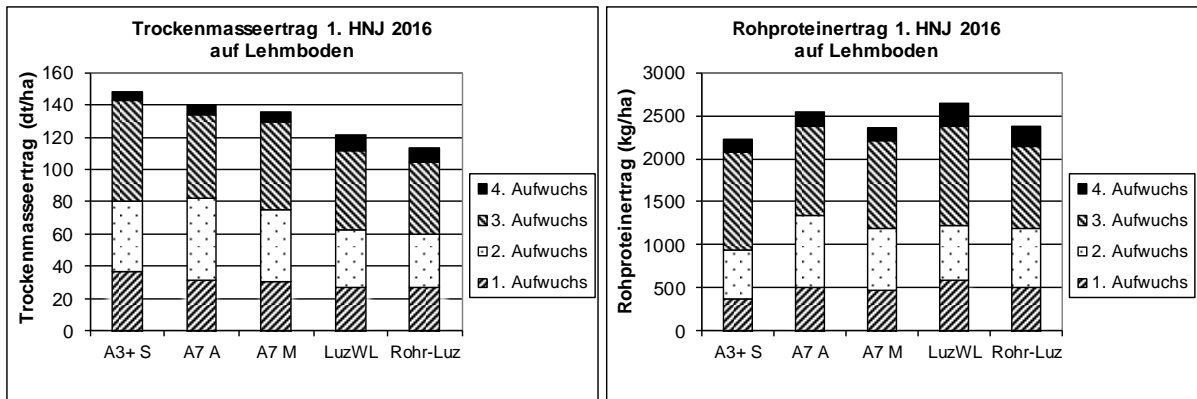 Trockenmasseertrag 1. HNJ 2016
auf Lehmboden
Trockenmasseertrag (dt/ha)
160
140
120
100
80
60
40
20
0
A3+ S A7 A A7 M LuzWL Rohr-Luz
4. Aufwuchs
3. Aufwuchs
2. Aufwuchs
1. Aufwuchs
Rohproteinertrag 1. HNJ 2016
auf Lehmboden
Rohproteinertrag (kg/ha)
3000
2500
2000
1500
1000
500
0
A3+ S A7 A A7 M LuzWL Rohr-Luz
4. Aufwuchs
3. Aufwuchs
2. Aufwuchs
1. Aufwuchs